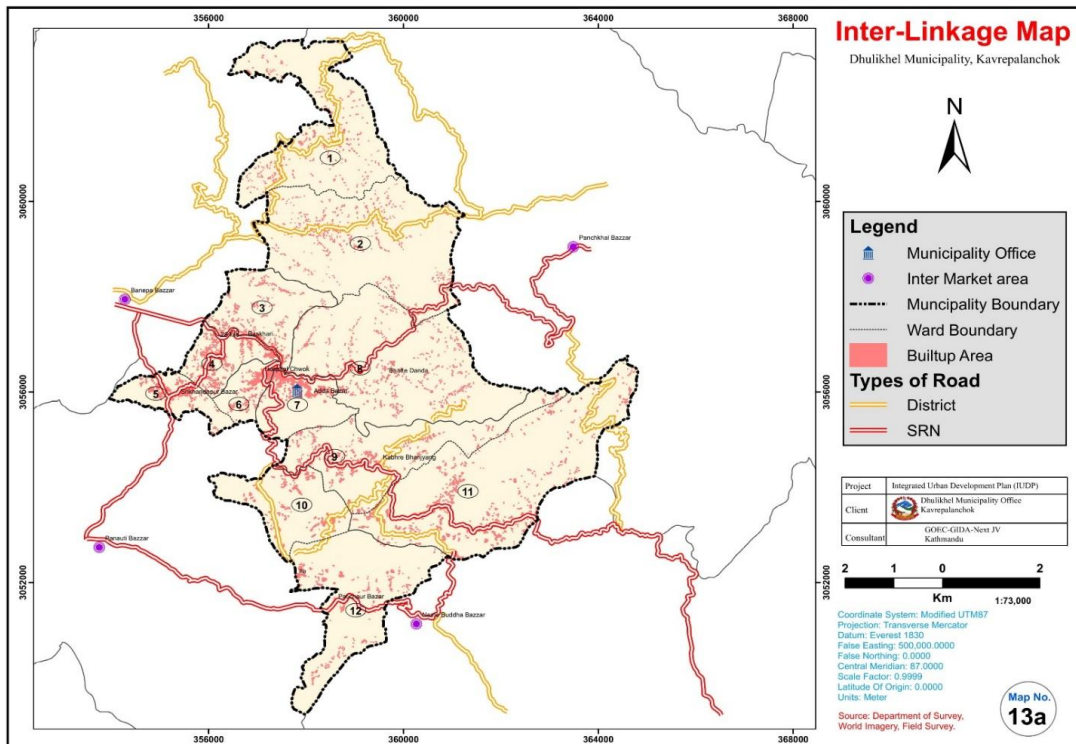 Inter-Linkage Map
Dhulikhel Municipality, Kavrepalanchok
N
Legend
Municipality Office
Inter Market area
Muncipality Boundary
Ward Boundary
Builtup Area
Types of Road
District
SRN
Project
Integrated Urban Development Plan (IUDP)
Client
Dhulikhel Municipality Office
Kavrepalanchok
Consultant
GOEC-GIDA-Next JV
Kathmandu
2 1 0 2
Km
1:73,000
Coordinate System: Modified UTM87
Projection: Transverse Mercator
Datum: Everest 1830
False Easting: 500,000.0000
False Northing: 0.0000
Central Meridian: 87.0000
Scale Factor: 0.9999
Latitude Of Origin: 0.0000
Units: Meter
Source: Department of Survey,
World Imagery, Field Survey.
Map No.
13a
356000 360000 364000 368000
3060000
3060000
3056000
3056000
3052000
3052000
356000 360000 364000 368000
1
2
Panchkhal Bazzar
Banepa Bazzar
3
4
8
5
6
7
9
Kabhre Bhanjyang
11
10
Panauti Bazzar
12
Buddha Bazzar